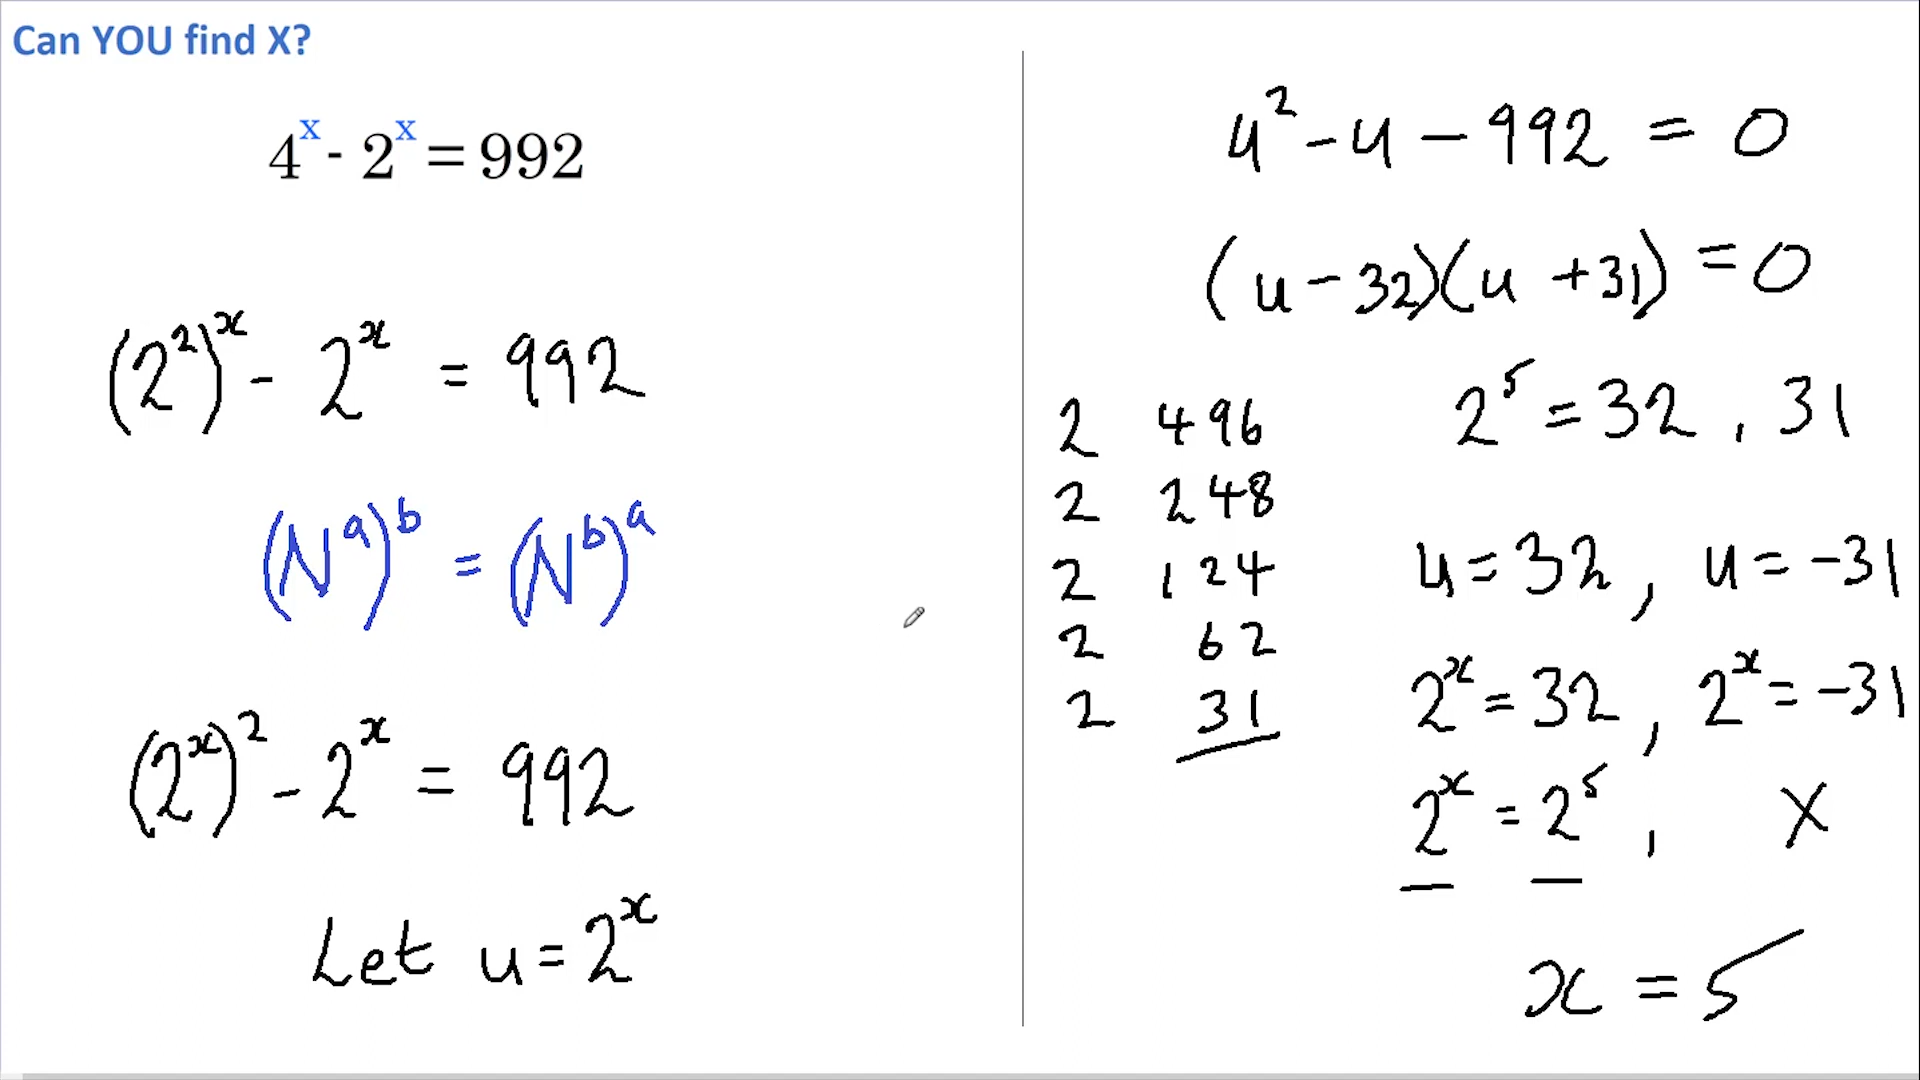 Can YOU find X?
4^x - 2^x = 992
(2^2)^x - 2^x = 992
(N^a)^b = (N^b)^a
(2^x)^2 - 2^x = 992
Let u = 2^x
u^2 - u - 992 = 0
(u - 32)(u + 31) = 0
2^5 = 32 , 31
2 496
2 248
2 124
2 62
2 31
u = 32 , u = -31
2^x = 32 , 2^x = -31
2^x = 2^5 , X
x = 5